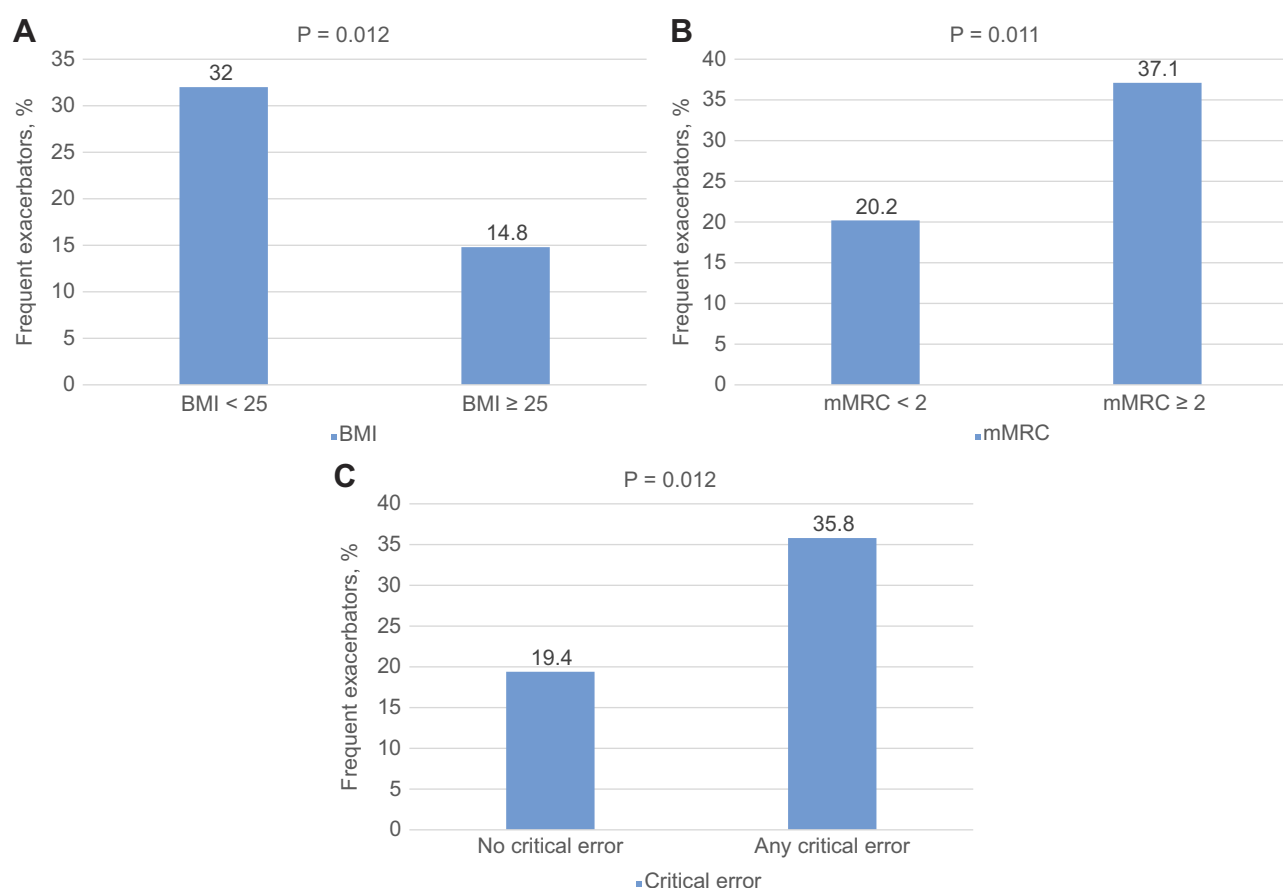 A
P = 0.012
Frequent exacerbators, %
35
30
25
20
15
10
5
0
32
14.8
BMI < 25
BMI ≥ 25
BMI
B
P = 0.011
Frequent exacerbators, %
40
35
30
25
20
15
10
5
0
20.2
37.1
mMRC < 2
mMRC ≥ 2
mMRC
C
P = 0.012
Frequent exacerbators, %
40
35
30
25
20
15
10
5
0
19.4
35.8
No critical error
Any critical error
Critical error